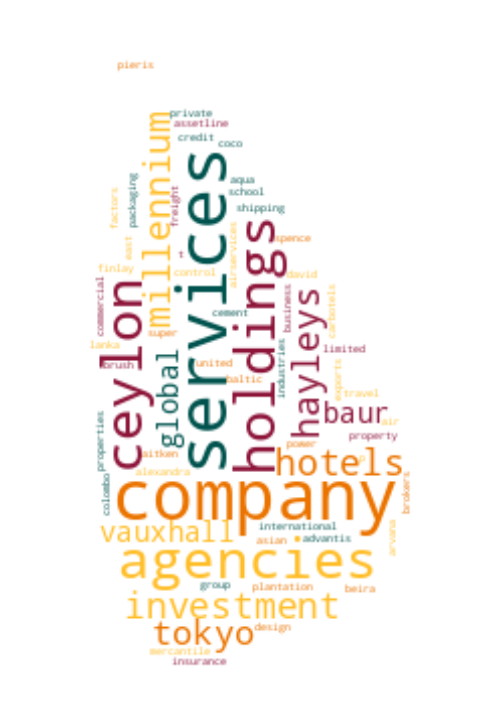 pieris
private
assetline
credit
coco
millennium
services
aqua
school
shipping
packaging
factors
freight
east
t
finlay
control
airservices
holdings
spence
david
commercial
ceylon
cement
business
hayleys
carbotels
lanka
super
brush
global
united
baltic
industries
limited
exports
travel
baur
air
property
properties
colombo
aitken
alexandra
power
hotels
p
company
brokers
vauxhall
international
asian
advantis
arvana
agencies
group
plantation
beira
investment
tokyo
design
mercantile
insurance